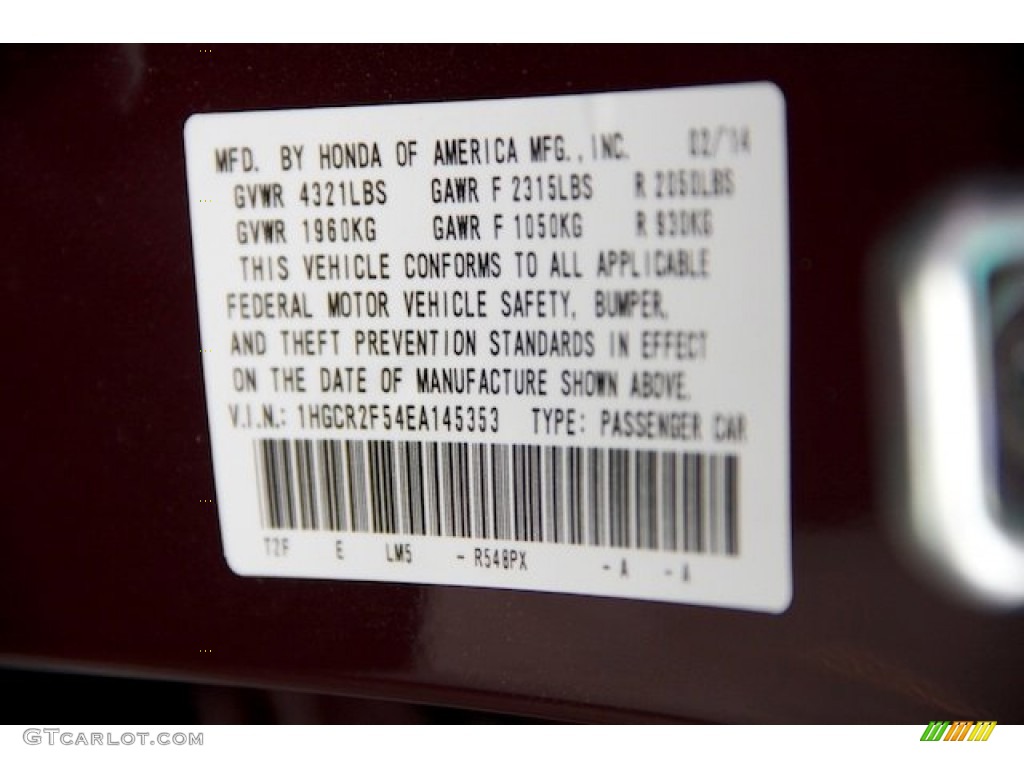 MFD. BY HONDA OF AMERICA MFG., INC. 02/'14
GVWR 4321LBS GAWR F 2315LBS R 2050LBS
GVWR 1960KG GAWR F 1050KG R 930KG
THIS VEHICLE CONFORMS TO ALL APPLICABLE
FEDERAL MOTOR VEHICLE SAFETY, BUMPER,
AND THEFT PREVENTION STANDARDS IN EFFECT
ON THE DATE OF MANUFACTURE SHOWN ABOVE.
V.I.N.: 1HGCR2F54EA145353 TYPE: PASSENGER CAR
T2F E LM5 - R548PX - A - A
GTCARLOT.COM